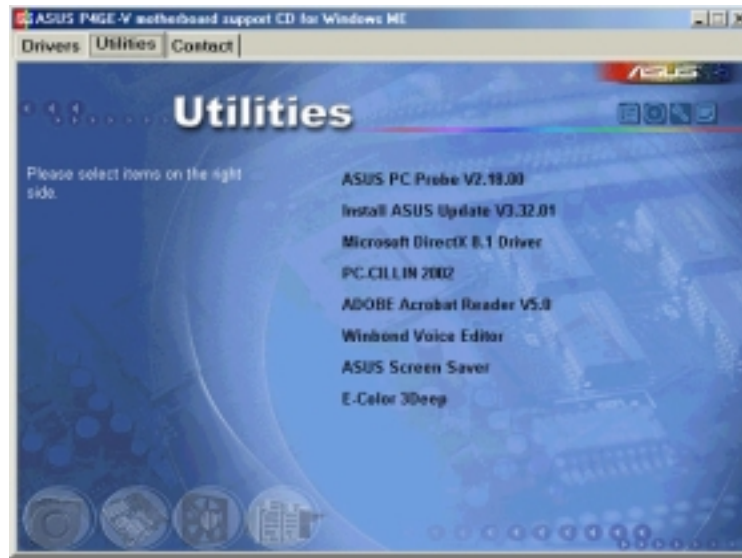 ASUS P4GE-V motherboard support CD for Windows ME
Drivers Utilities Contact
ASUS
Utilities
Please select items on the right
side.
ASUS PC Probe V2.18.00
Install ASUS Update V3.32.01
Microsoft DirectX 8.1 Driver
PC-CILLIN 2002
ADOBE Acrobat Reader V5.0
Winbond Voice Editor
ASUS Screen Saver
E-Color 3Deep